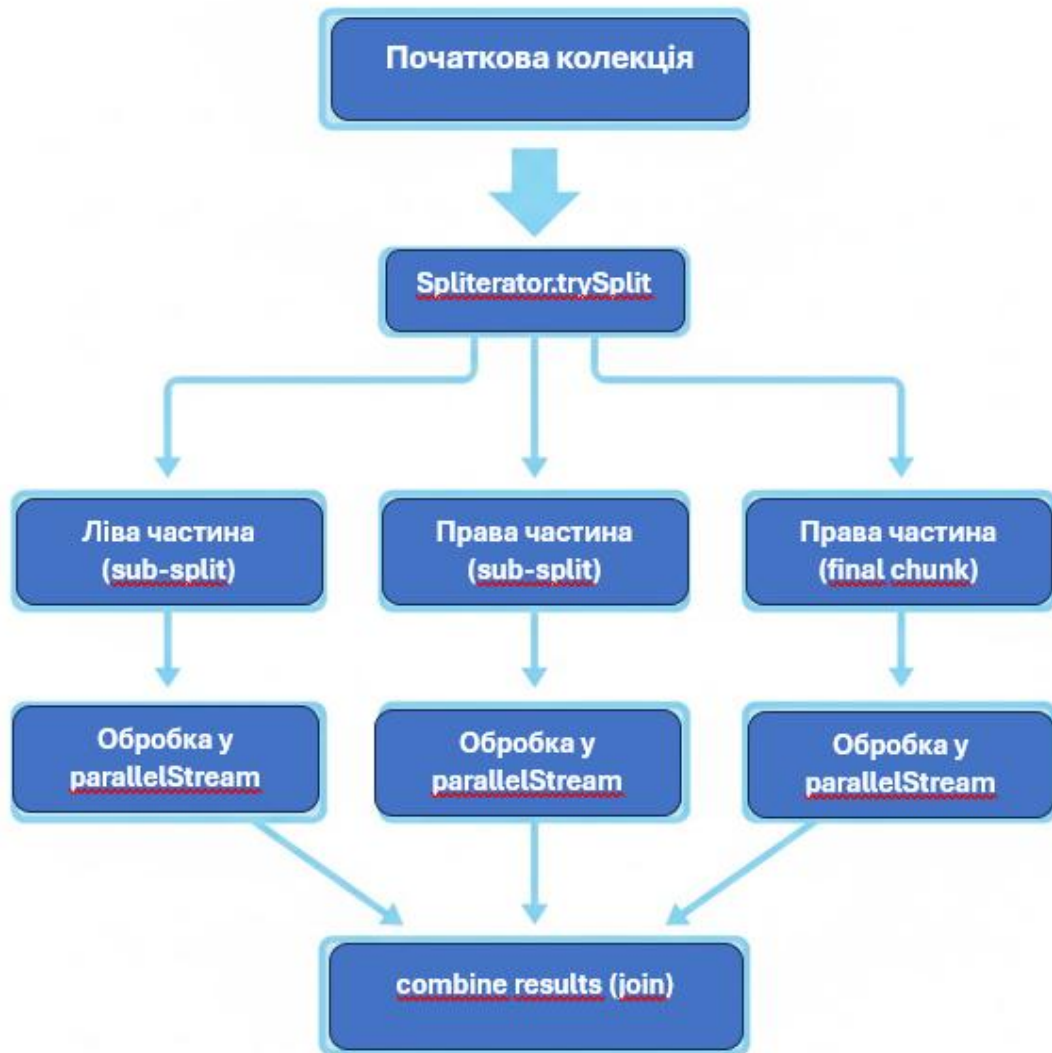 Початкова колекція
Spliterator.trySplit
Ліва частина
(sub-split)
Права частина
(sub-split)
Права частина
(final chunk)
Обробка у
parallelStream
Обробка у
parallelStream
Обробка у
parallelStream
combine results (join)